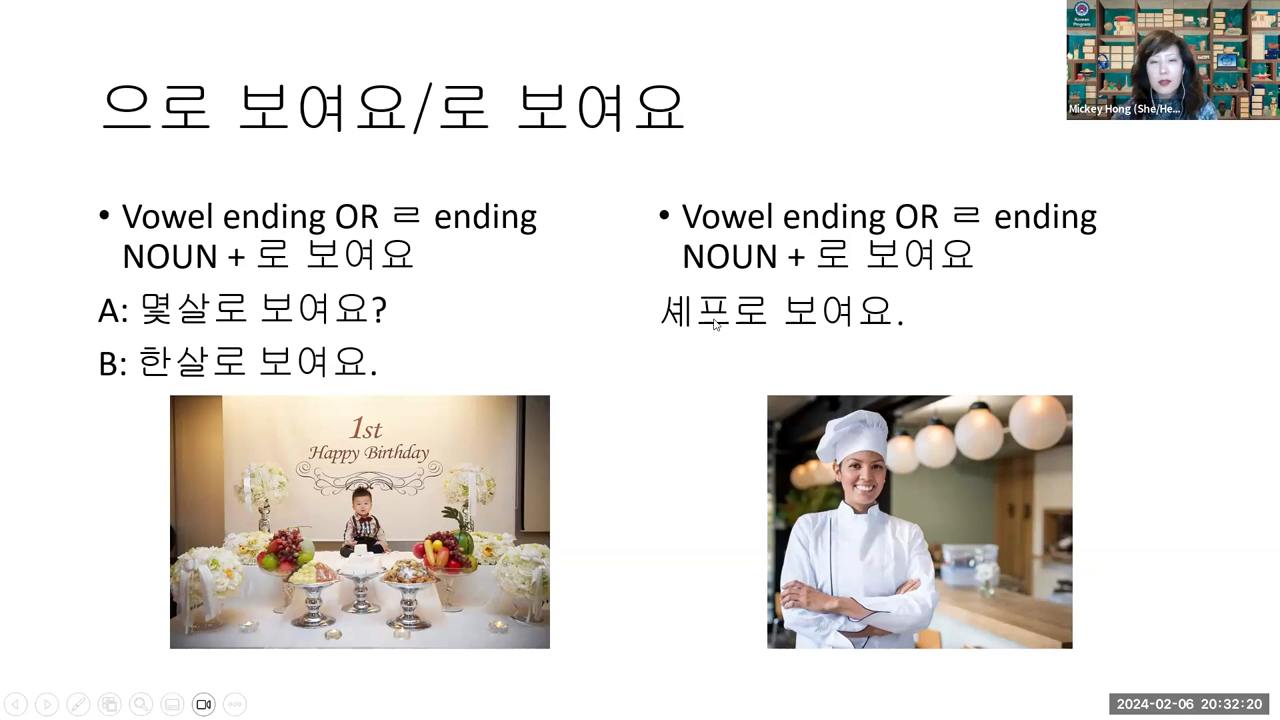 으로 보여요/로 보여요
Korean
Program
Mickey Hong (She/He...
• Vowel ending OR ㄹ ending
NOUN + 로 보여요
A: 몇살로 보여요?
B: 한살로 보여요.
• Vowel ending OR ㄹ ending
NOUN + 로 보여요
셰프로 보여요.
1st
Happy Birthday
2024-02-06 20:32:20